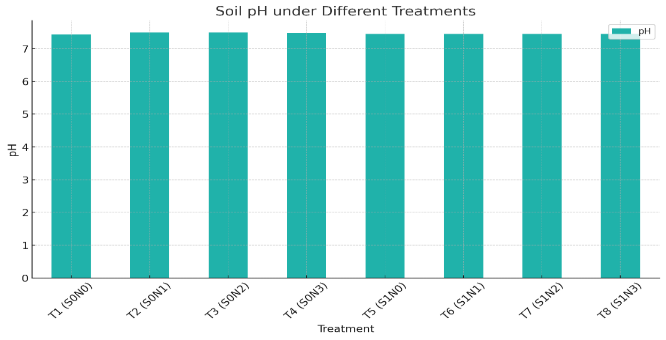 Soil pH under Different Treatments
pH
7
6
5
4
3
2
1
0
pH
T1 (S0N0)
T2 (S0N1)
T3 (S0N2)
T4 (S0N3)
T5 (S1N0)
T6 (S1N1)
T7 (S1N2)
T8 (S1N3)
Treatment